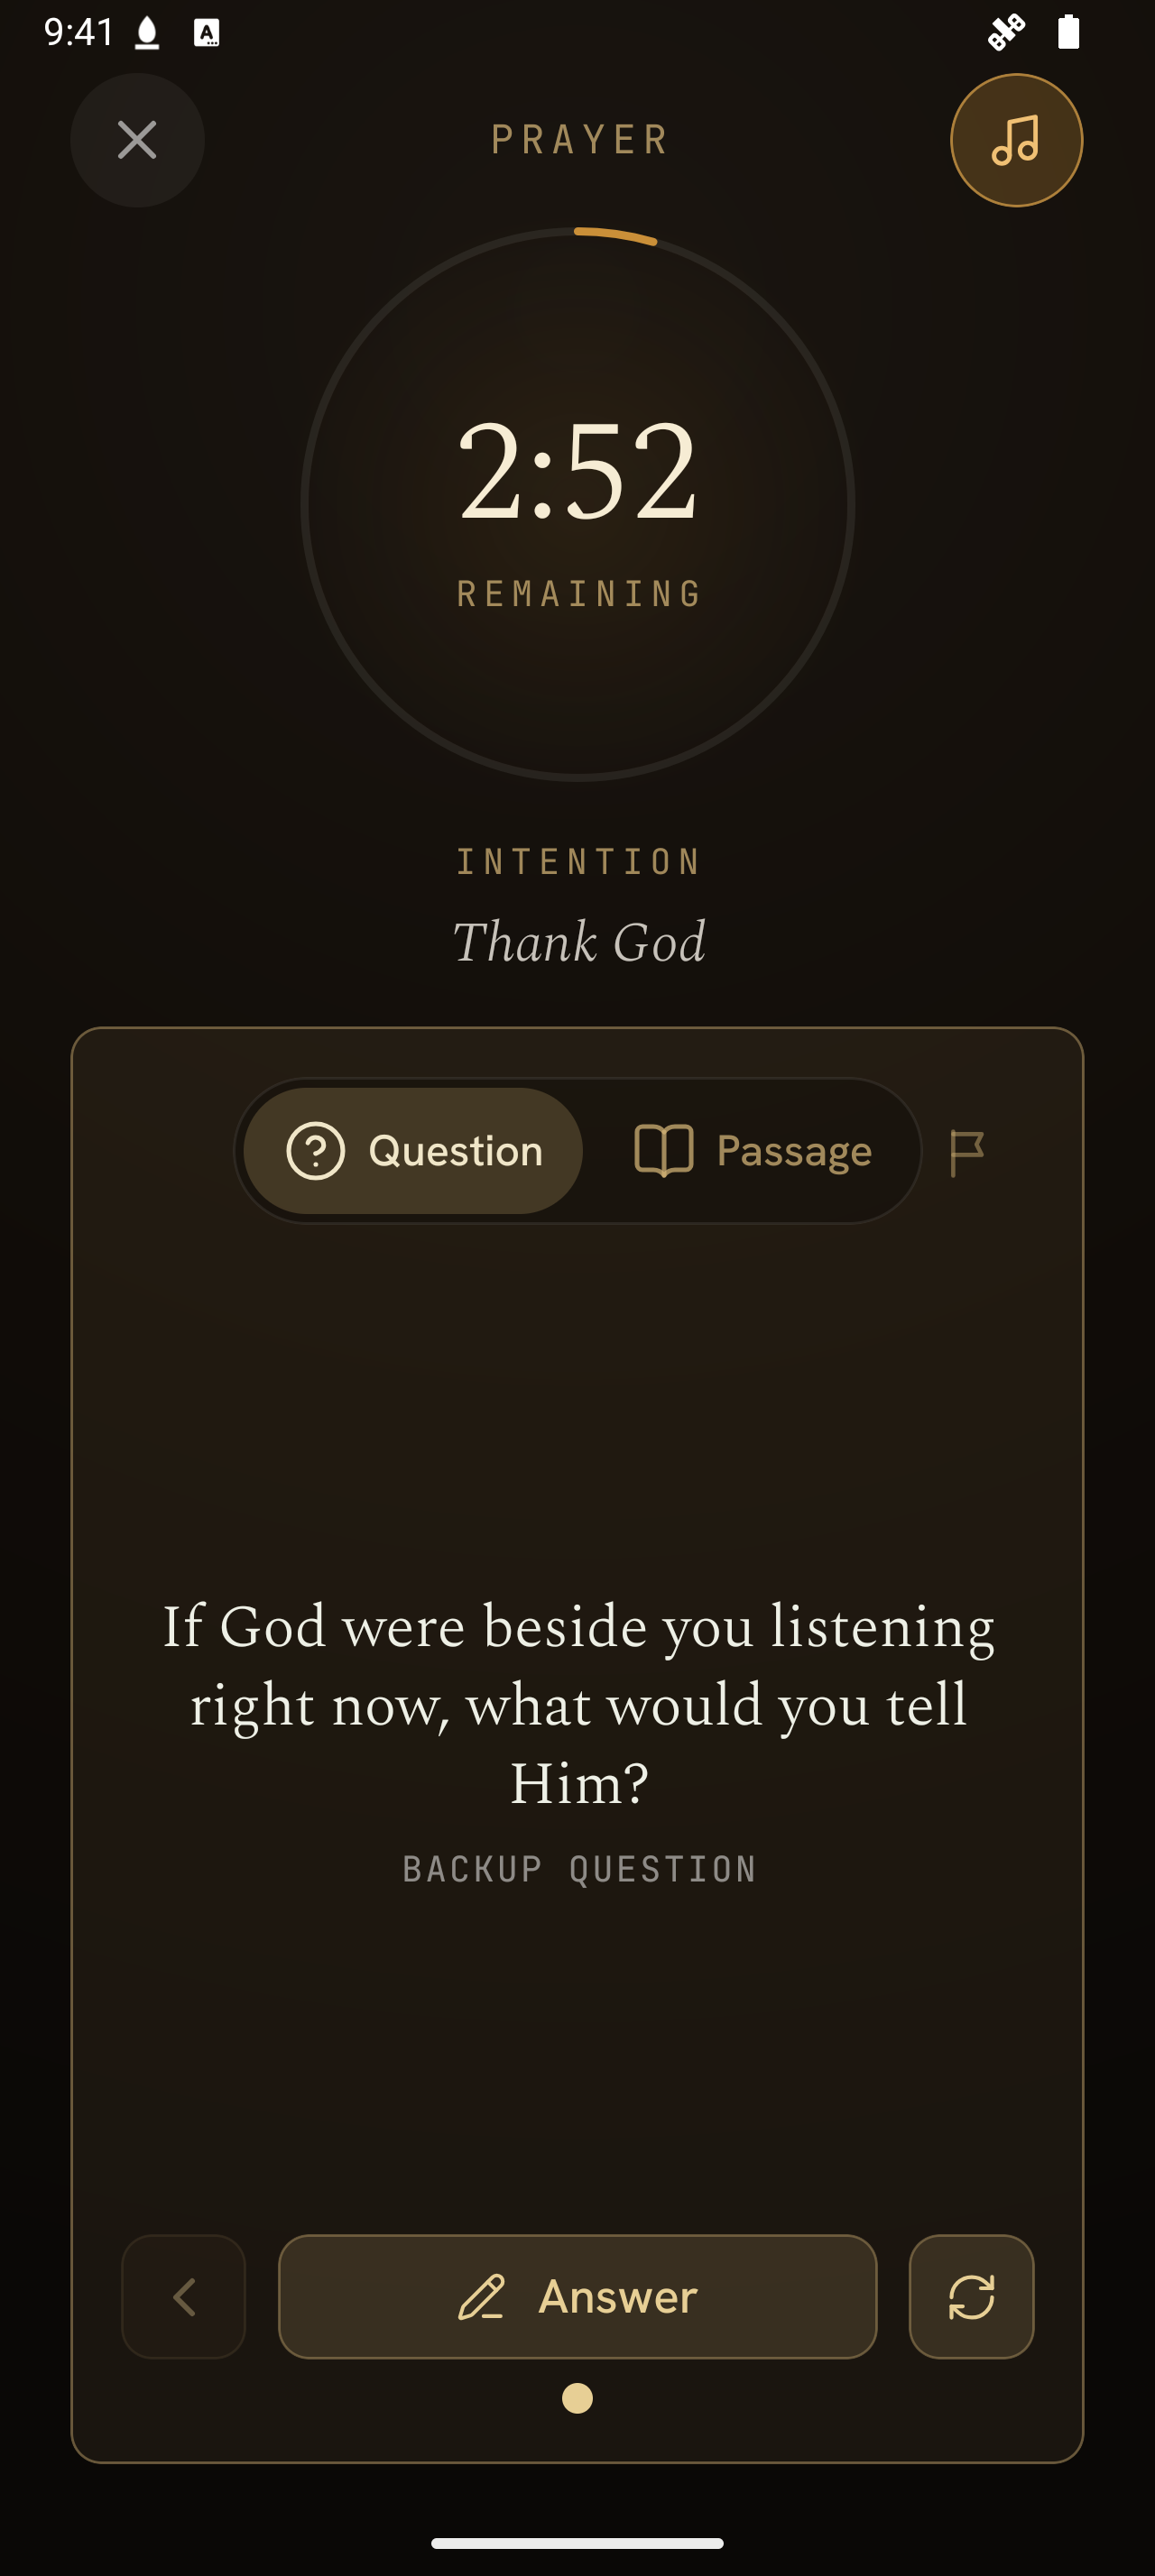 9:41
PRAYER
2:52
REMAINING
INTENTION
Thank God
Question
Passage
If God were beside you listening
right now, what would you tell
Him?
BACKUP QUESTION
Answer